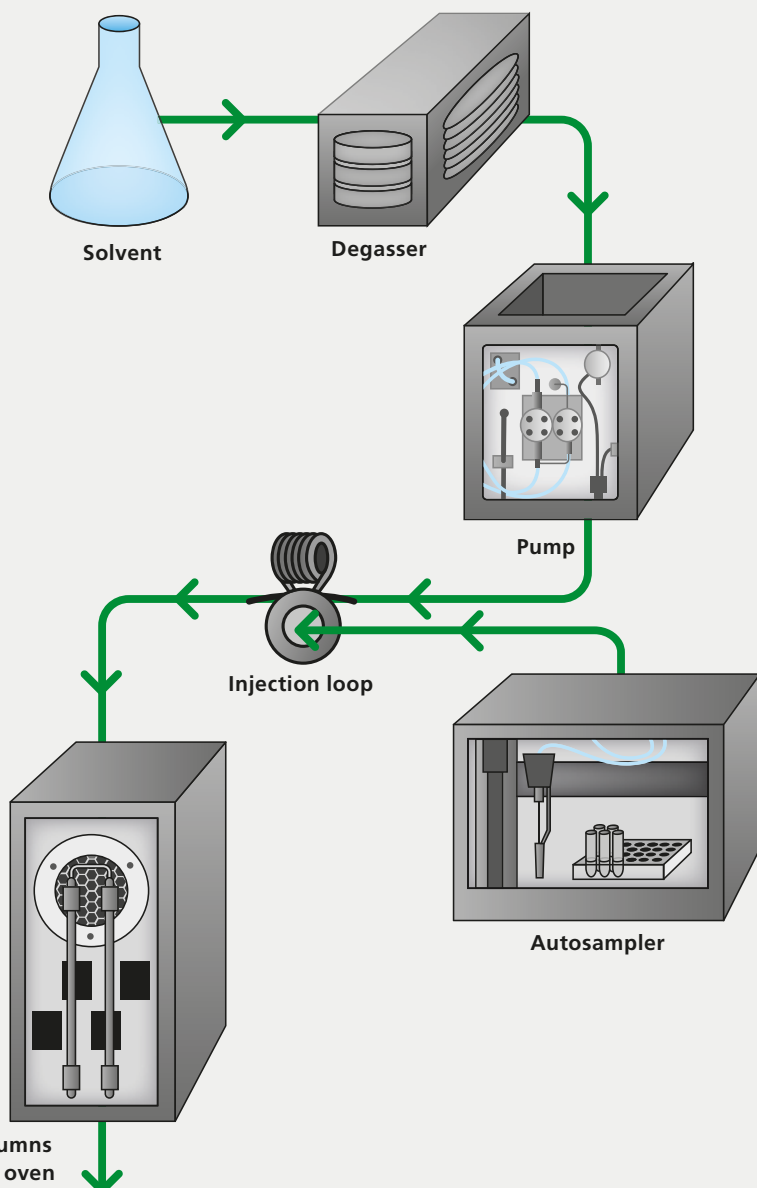 Solvent
Degasser
Pump
Injection loop
Autosampler
oven